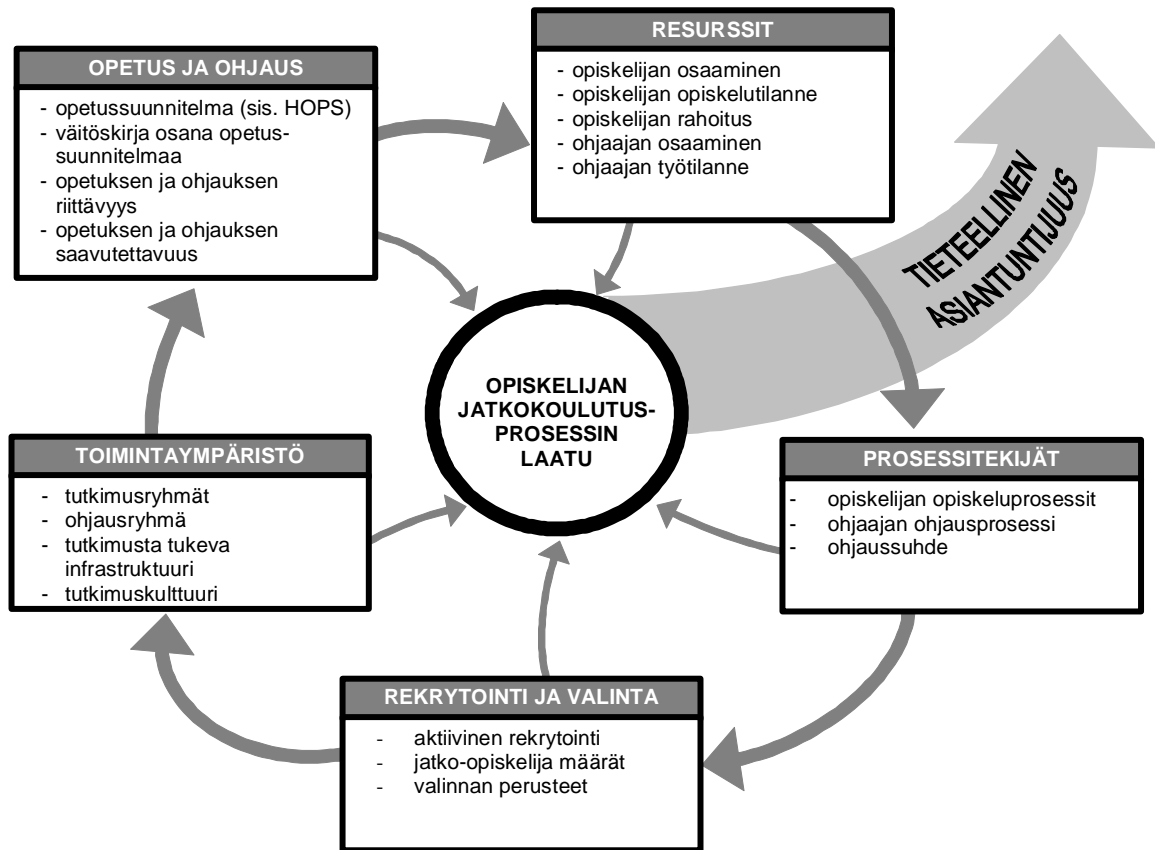 OPETUS JA OHJAUS
- opetussuunnitelma (sis. HOPS)
- väitöskirja osana opetus-
suunnitelmaa
- opetuksen ja ohjauksen
riittävyys
- opetuksen ja ohjauksen
saavutettavuus
RESURSSIT
- opiskelijan osaaminen
- opiskelijan opiskelutilanne
- opiskelijan rahoitus
- ohjaajan osaaminen
- ohjaajan työtilanne
TIETEELLINEN
ASIANTUNTIJUUS
OPISKELIJAN
JATKOKOULUTUS-
PROSESSIN
LAATU
TOIMINTAYMPÄRISTÖ
- tutkimusryhmät
- ohjausryhmä
- tutkimusta tukeva
infrastruktuuri
- tutkimuskulttuuri
PROSESSITEKIJÄT
- opiskelijan opiskeluprosessit
- ohjaajan ohjausprosessi
- ohjaussuhde
REKRYTOINTI JA VALINTA
- aktiivinen rekrytointi
- jatko-opiskelija määrät
- valinnan perusteet